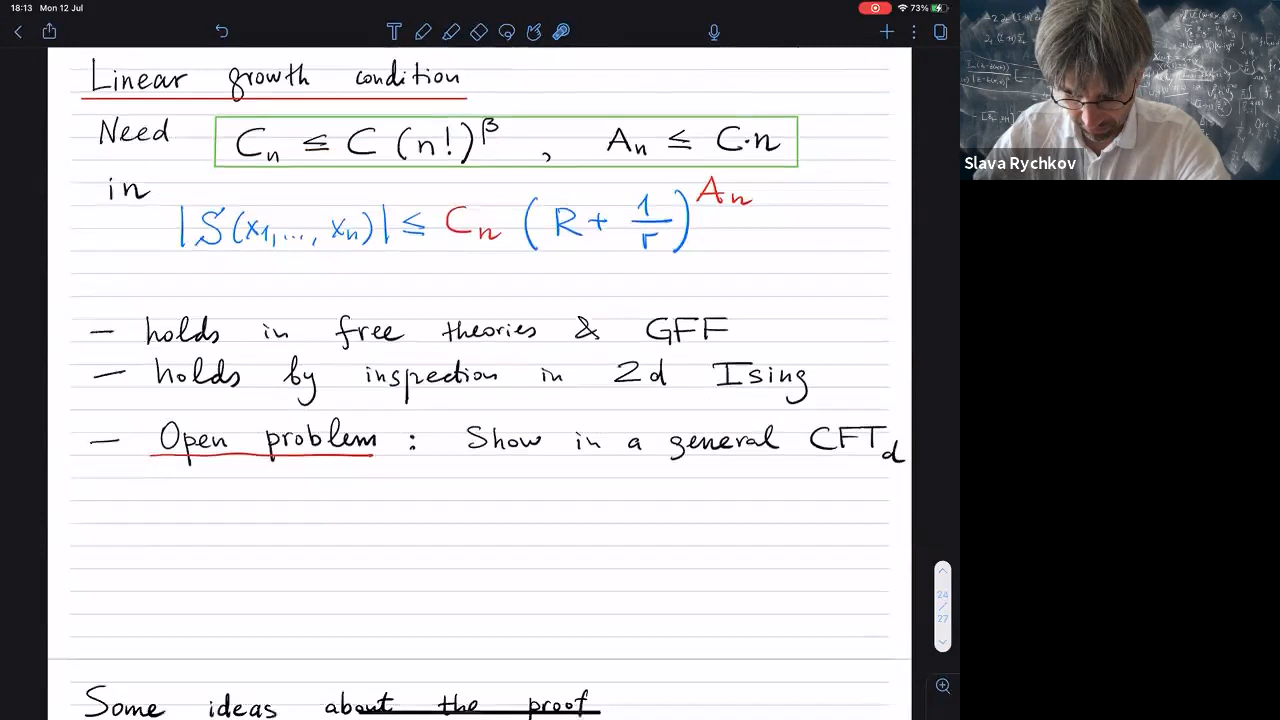 18:13 Mon 12 Jul
73%
Linear growth condition
Need Cₙ ≤ C (n!)^β , Aₙ ≤ C·n
in
|S(x₁,..., xₙ)| ≤ Cₙ (R + 1/r)^Aₙ
— holds in free theories & GFF
— holds by inspection in 2d Ising
— Open problem : Show in a general CFT_d
24 / 27
Some ideas about the proof
Slava Rychkov